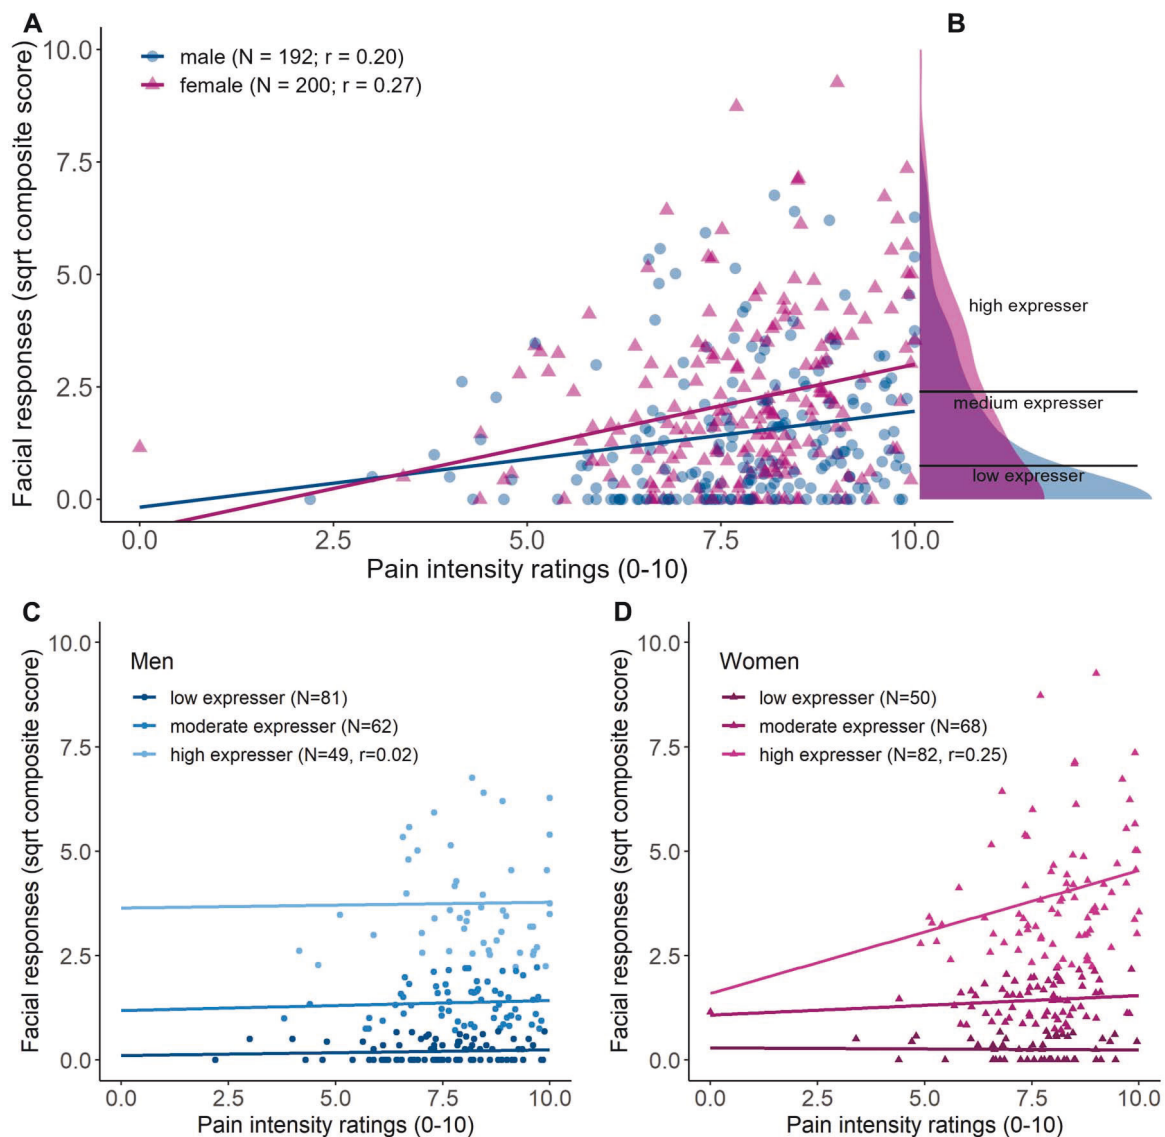 A
B
10.0
7.5
5.0
2.5
0.0
Facial responses (sqrt composite score)
male (N = 192; r = 0.20)
female (N = 200; r = 0.27)
high expresser
medium expresser
low expresser
0.0 2.5 5.0 7.5 10.0
Pain intensity ratings (0-10)
C
10.0
7.5
5.0
2.5
0.0
Facial responses (sqrt composite score)
Men
low expresser (N=81)
moderate expresser (N=62)
high expresser (N=49, r=0.02)
0.0 2.5 5.0 7.5 10.0
Pain intensity ratings (0-10)
D
10.0
7.5
5.0
2.5
0.0
Facial responses (sqrt composite score)
Women
low expresser (N=50)
moderate expresser (N=68)
high expresser (N=82, r=0.25)
0.0 2.5 5.0 7.5 10.0
Pain intensity ratings (0-10)